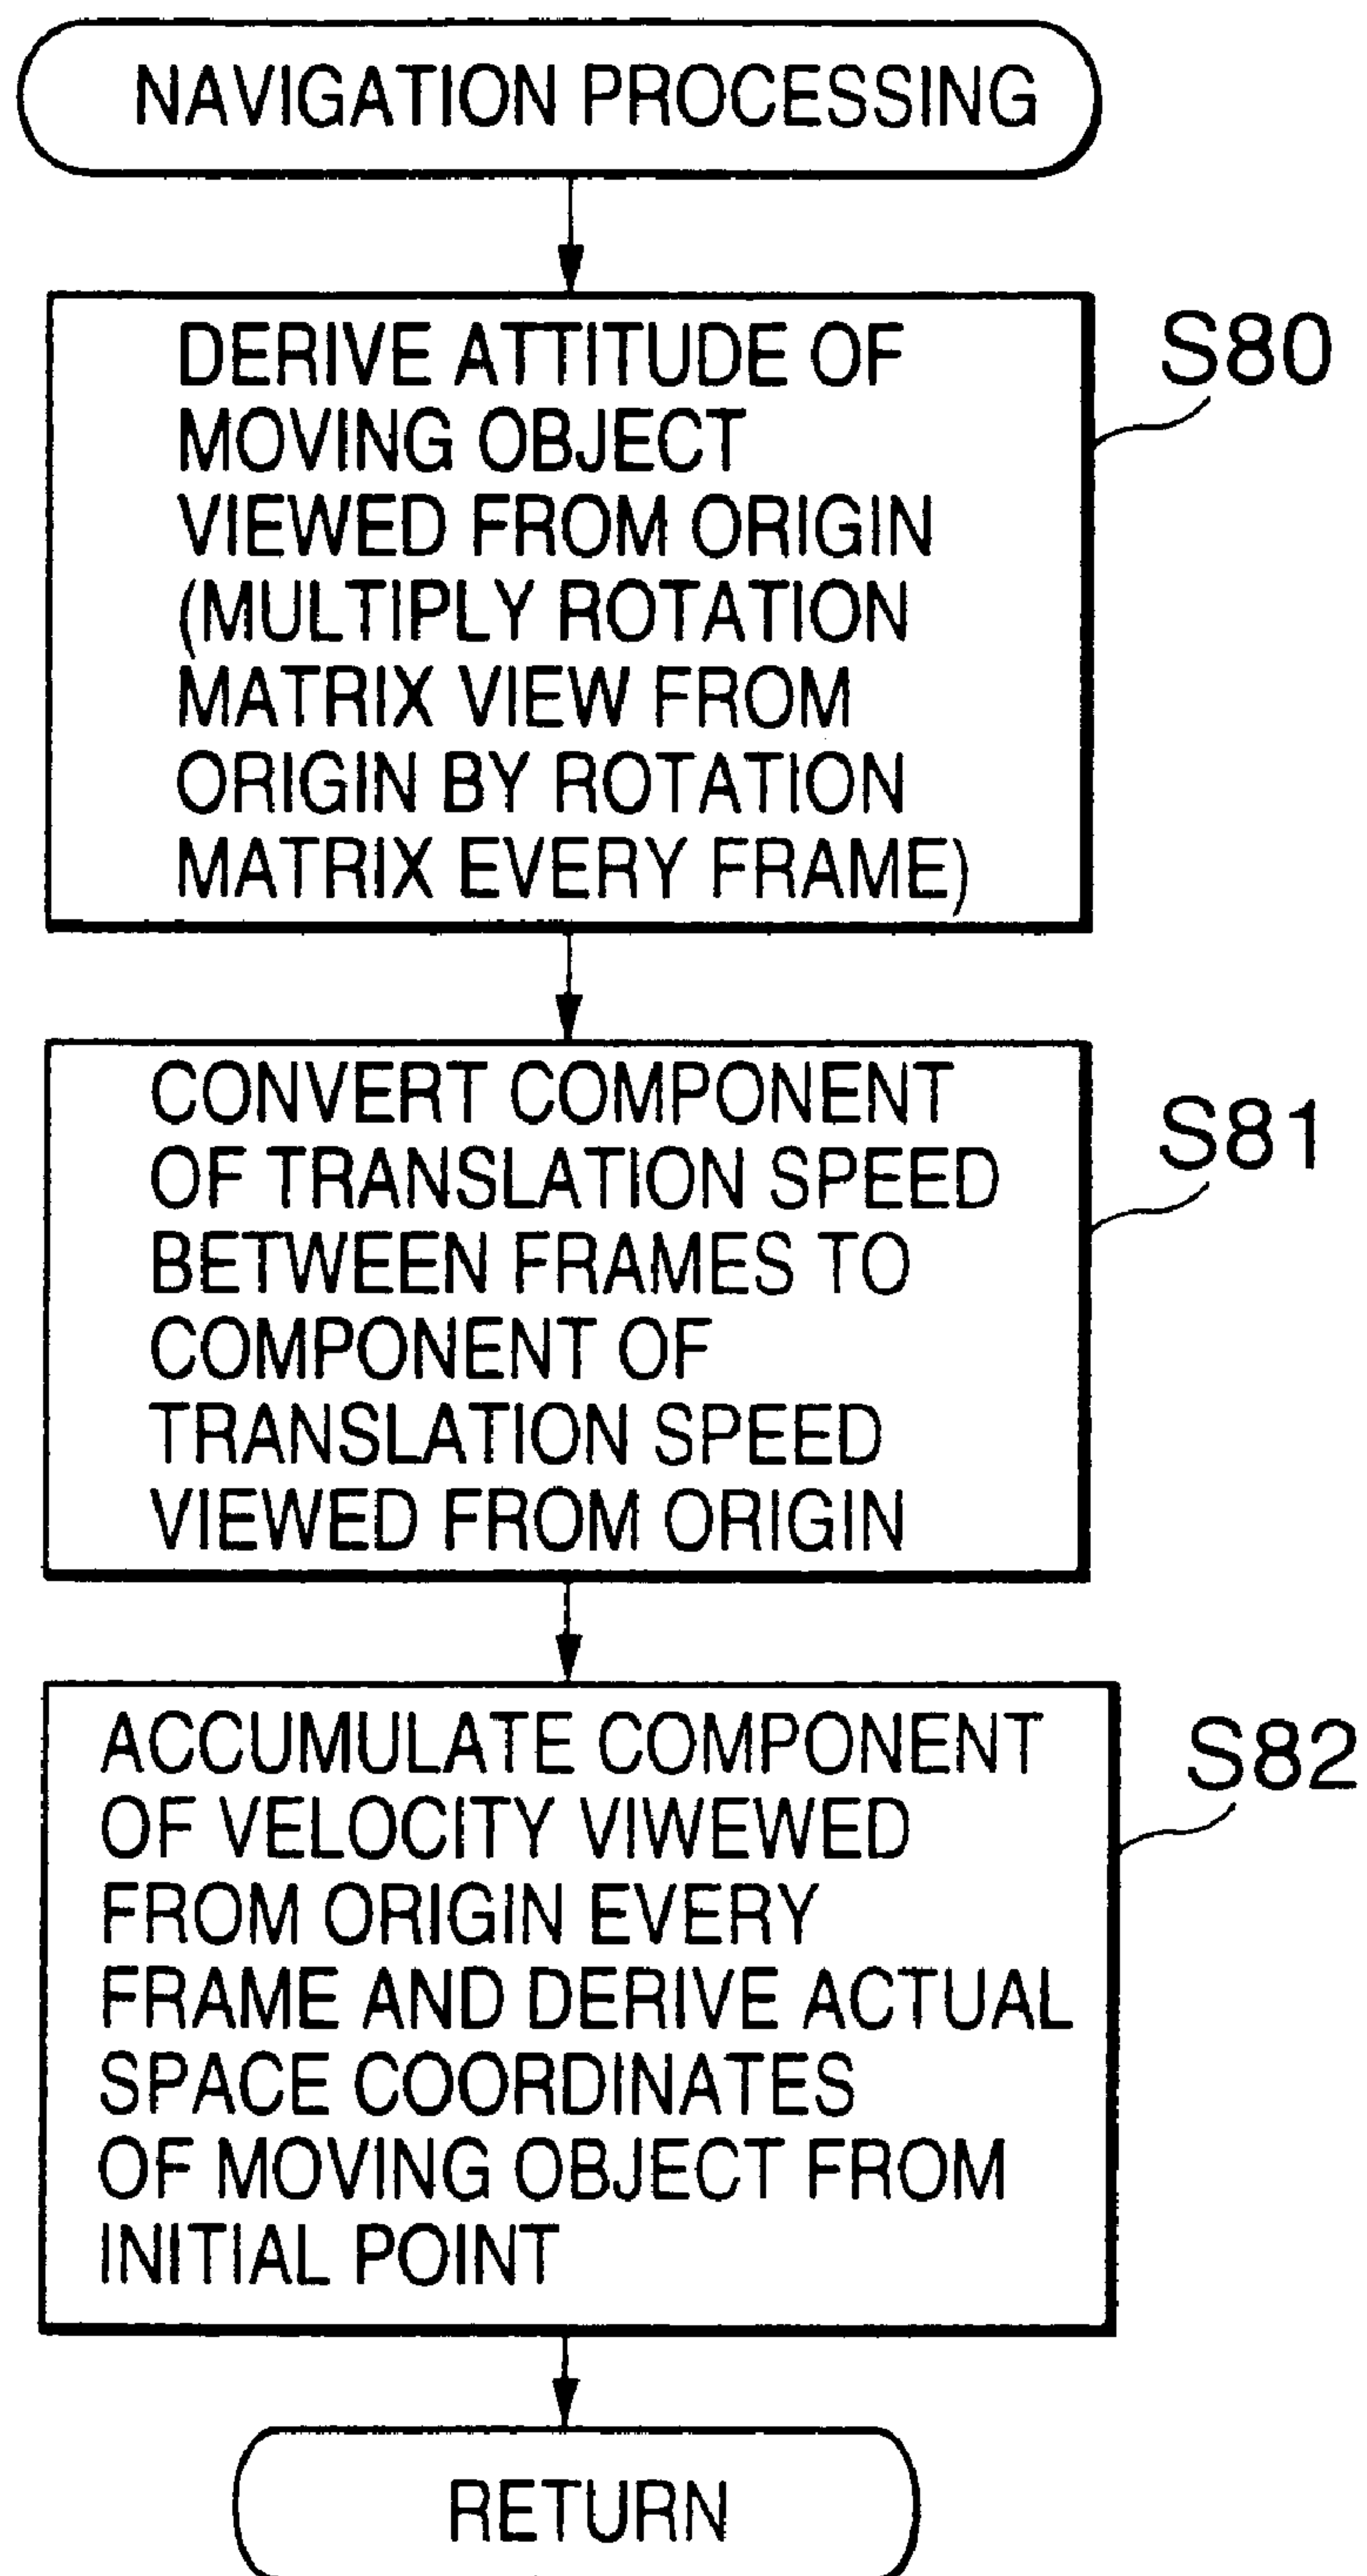 NAVIGATION PROCESSING
DERIVE ATTITUDE OF
MOVING OBJECT
VIEWED FROM ORIGIN
(MULTIPLY ROTATION
MATRIX VIEW FROM
ORIGIN BY ROTATION
MATRIX EVERY FRAME)
S80
CONVERT COMPONENT
OF TRANSLATION SPEED
BETWEEN FRAMES TO
COMPONENT OF
TRANSLATION SPEED
VIEWED FROM ORIGIN
S81
ACCUMULATE COMPONENT
OF VELOCITY VIWEWED
FROM ORIGIN EVERY
FRAME AND DERIVE ACTUAL
SPACE COORDINATES
OF MOVING OBJECT FROM
INITIAL POINT
S82
RETURN